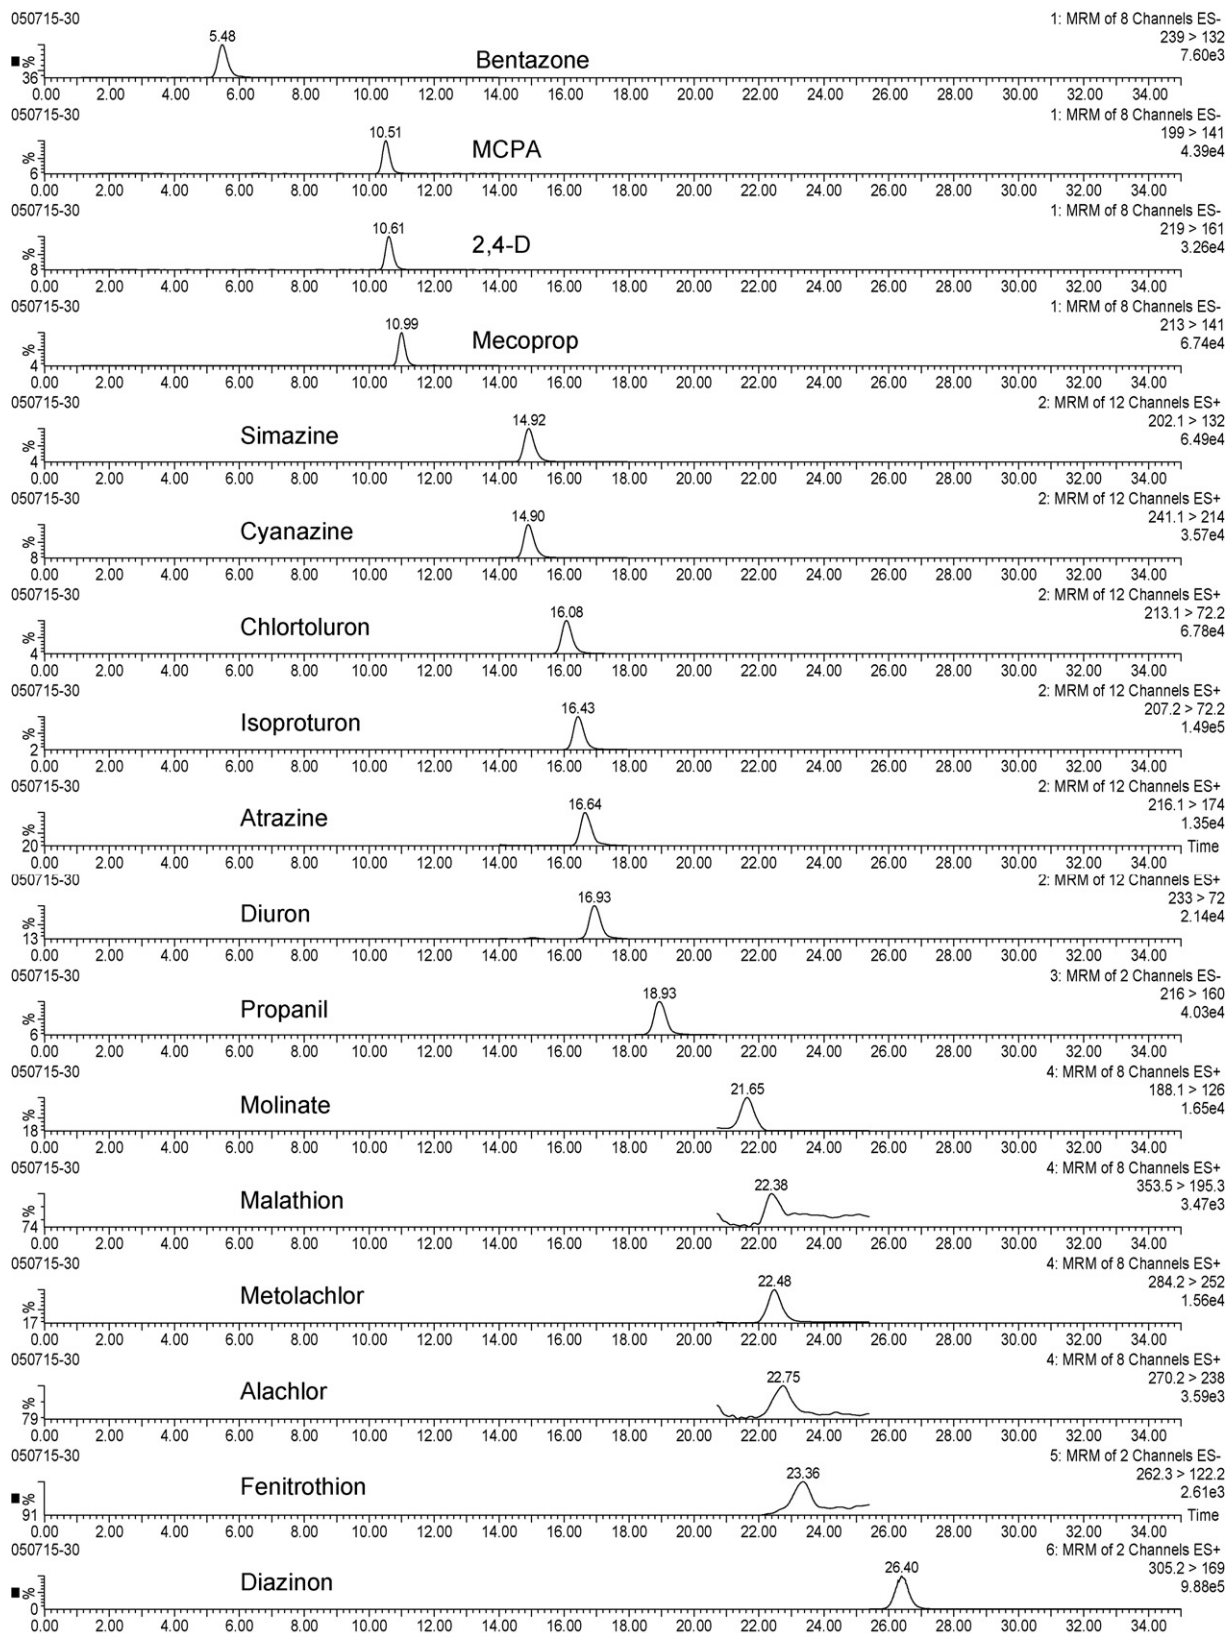 050715-30
1: MRM of 8 Channels ES-
239 > 132
7.60e3
5.48
Bentazone
%
36
0.00 2.00 4.00 6.00 8.00 10.00 12.00 14.00 16.00 18.00 20.00 22.00 24.00 26.00 28.00 30.00 32.00 34.00
050715-30
1: MRM of 8 Channels ES-
199 > 141
4.39e4
10.51
MCPA
%
6
0.00 2.00 4.00 6.00 8.00 10.00 12.00 14.00 16.00 18.00 20.00 22.00 24.00 26.00 28.00 30.00 32.00 34.00
050715-30
1: MRM of 8 Channels ES-
219 > 161
3.26e4
10.61
2,4-D
%
8
0.00 2.00 4.00 6.00 8.00 10.00 12.00 14.00 16.00 18.00 20.00 22.00 24.00 26.00 28.00 30.00 32.00 34.00
050715-30
1: MRM of 8 Channels ES-
213 > 141
6.74e4
10.99
Mecoprop
%
4
0.00 2.00 4.00 6.00 8.00 10.00 12.00 14.00 16.00 18.00 20.00 22.00 24.00 26.00 28.00 30.00 32.00 34.00
050715-30
2: MRM of 12 Channels ES+
202.1 > 132
6.49e4
14.92
Simazine
%
4
0.00 2.00 4.00 6.00 8.00 10.00 12.00 14.00 16.00 18.00 20.00 22.00 24.00 26.00 28.00 30.00 32.00 34.00
050715-30
2: MRM of 12 Channels ES+
241.1 > 214
3.57e4
14.90
Cyanazine
%
8
0.00 2.00 4.00 6.00 8.00 10.00 12.00 14.00 16.00 18.00 20.00 22.00 24.00 26.00 28.00 30.00 32.00 34.00
050715-30
2: MRM of 12 Channels ES+
213.1 > 72.2
6.78e4
16.08
Chlortoluron
%
4
0.00 2.00 4.00 6.00 8.00 10.00 12.00 14.00 16.00 18.00 20.00 22.00 24.00 26.00 28.00 30.00 32.00 34.00
050715-30
2: MRM of 12 Channels ES+
207.2 > 72.2
1.49e5
16.43
Isoproturon
%
2
0.00 2.00 4.00 6.00 8.00 10.00 12.00 14.00 16.00 18.00 20.00 22.00 24.00 26.00 28.00 30.00 32.00 34.00
050715-30
2: MRM of 12 Channels ES+
216.1 > 174
1.35e4
16.64
Atrazine
%
20
Time
0.00 2.00 4.00 6.00 8.00 10.00 12.00 14.00 16.00 18.00 20.00 22.00 24.00 26.00 28.00 30.00 32.00 34.00
050715-30
2: MRM of 12 Channels ES+
233 > 72
2.14e4
16.93
Diuron
%
13
0.00 2.00 4.00 6.00 8.00 10.00 12.00 14.00 16.00 18.00 20.00 22.00 24.00 26.00 28.00 30.00 32.00 34.00
050715-30
3: MRM of 2 Channels ES-
216 > 160
4.03e4
18.93
Propanil
%
6
0.00 2.00 4.00 6.00 8.00 10.00 12.00 14.00 16.00 18.00 20.00 22.00 24.00 26.00 28.00 30.00 32.00 34.00
050715-30
4: MRM of 8 Channels ES+
188.1 > 126
1.65e4
21.65
Molinate
%
18
0.00 2.00 4.00 6.00 8.00 10.00 12.00 14.00 16.00 18.00 20.00 22.00 24.00 26.00 28.00 30.00 32.00 34.00
050715-30
4: MRM of 8 Channels ES+
353.5 > 195.3
3.47e3
22.38
Malathion
%
74
0.00 2.00 4.00 6.00 8.00 10.00 12.00 14.00 16.00 18.00 20.00 22.00 24.00 26.00 28.00 30.00 32.00 34.00
050715-30
4: MRM of 8 Channels ES+
284.2 > 252
1.56e4
22.48
Metolachlor
%
17
0.00 2.00 4.00 6.00 8.00 10.00 12.00 14.00 16.00 18.00 20.00 22.00 24.00 26.00 28.00 30.00 32.00 34.00
050715-30
4: MRM of 8 Channels ES+
270.2 > 238
3.59e3
22.75
Alachlor
%
79
0.00 2.00 4.00 6.00 8.00 10.00 12.00 14.00 16.00 18.00 20.00 22.00 24.00 26.00 28.00 30.00 32.00 34.00
050715-30
5: MRM of 2 Channels ES-
262.3 > 122.2
2.61e3
23.36
Fenitrothion
%
91
Time
0.00 2.00 4.00 6.00 8.00 10.00 12.00 14.00 16.00 18.00 20.00 22.00 24.00 26.00 28.00 30.00 32.00 34.00
050715-30
6: MRM of 2 Channels ES+
305.2 > 169
9.88e5
26.40
Diazinon
%
0
0.00 2.00 4.00 6.00 8.00 10.00 12.00 14.00 16.00 18.00 20.00 22.00 24.00 26.00 28.00 30.00 32.00 34.00